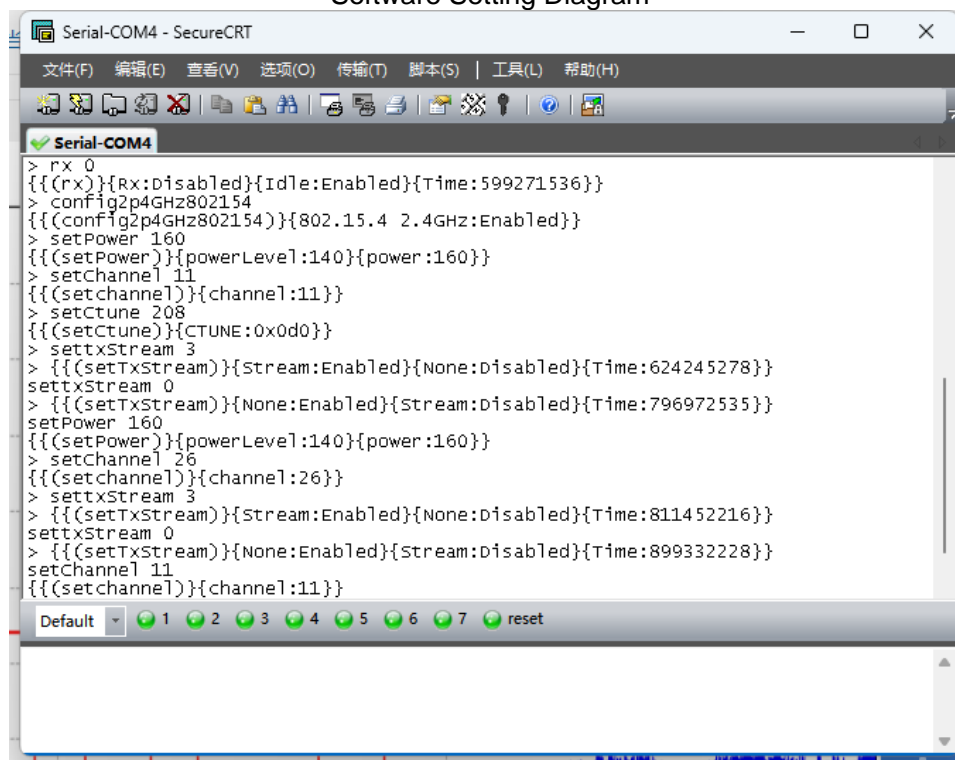 Software Setting Diagram
Serial-COM4 - SecureCRT
文件(F) 编辑(E) 查看(V) 选项(O) 传输(T) 脚本(S) | 工具(L) 帮助(H)
Serial-COM4
> rx 0
{{(rx)}{Rx:Disabled}{Idle:Enabled}{Time:599271536}}
> config2p4GHz802154
{{(config2p4GHz802154)}{802.15.4 2.4GHz:Enabled}}
> setPower 160
{{(setPower)}{powerLevel:140}{power:160}}
> setChannel 11
{{(setchannel)}{channel:11}}
> setCtune 208
{{(setCtune)}{CTUNE:0x0d0}}
> settxStream 3
> {{(setTxStream)}{Stream:Enabled}{None:Disabled}{Time:624245278}}
settxStream 0
> {{(setTxStream)}{None:Enabled}{Stream:Disabled}{Time:796972535}}
setPower 160
{{(setPower)}{powerLevel:140}{power:160}}
> setChannel 26
{{(setchannel)}{channel:26}}
> settxStream 3
> {{(setTxStream)}{Stream:Enabled}{None:Disabled}{Time:811452216}}
settxStream 0
> {{(setTxStream)}{None:Enabled}{Stream:Disabled}{Time:899332228}}
setChannel 11
{{(setchannel)}{channel:11}}
Default 1 2 3 4 5 6 7 reset